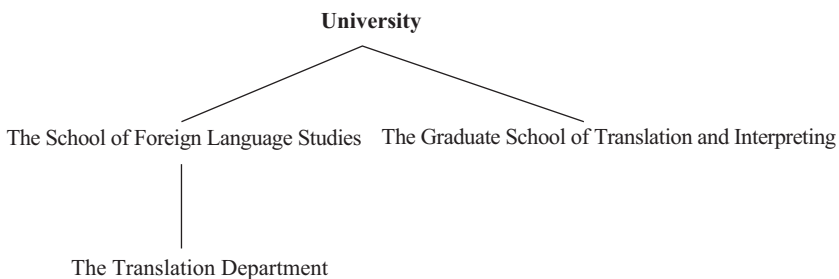 University
The School of Foreign Language Studies
The Graduate School of Translation and Interpreting
The Translation Department